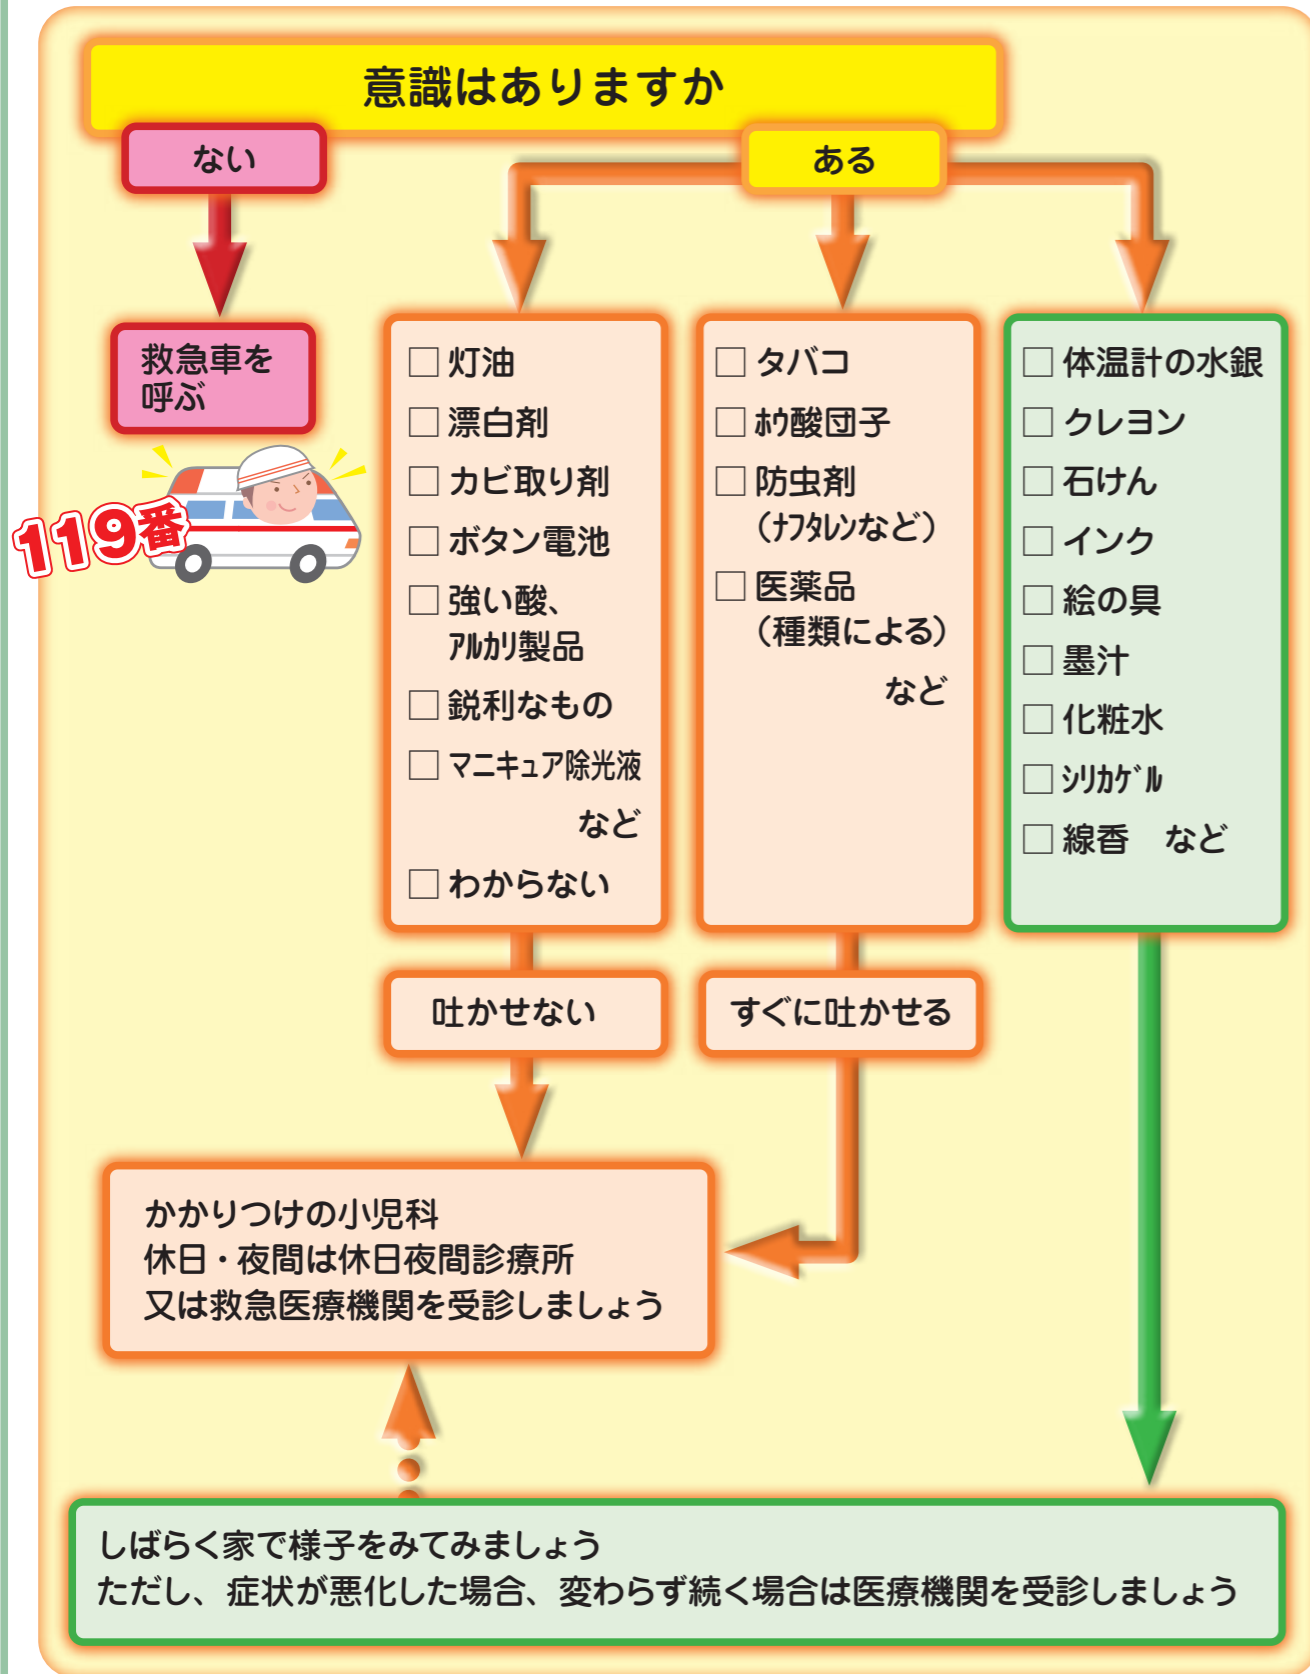 意識はありますか
ない
ある
救急車を
呼ぶ
119番
□ 灯油
□ 漂白剤
□ カビ取り剤
□ ボタン電池
□ 強い酸、
ｱﾙｶﾘ製品
□ 鋭利なもの
□ マニキュア除光液
など
□ わからない
□ タバコ
□ ﾎｳ酸団子
□ 防虫剤
（ﾅﾌﾀﾚﾝなど）
□ 医薬品
（種類による）
など
□ 体温計の水銀
□ クレヨン
□ 石けん
□ インク
□ 絵の具
□ 墨汁
□ 化粧水
□ ｼﾘｶｹﾞﾙ
□ 線香　など
吐かせない
すぐに吐かせる
かかりつけの小児科
休日・夜間は休日夜間診療所
又は救急医療機関を受診しましょう
しばらく家で様子をみてみましょう
ただし、症状が悪化した場合、変わらず続く場合は医療機関を受診しましょう